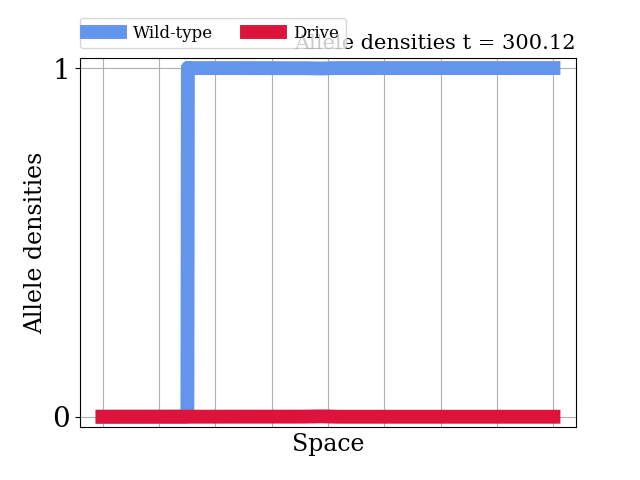 Wild-type Drive
Allele densities t = 300.12
1
Allele densities
0
Space